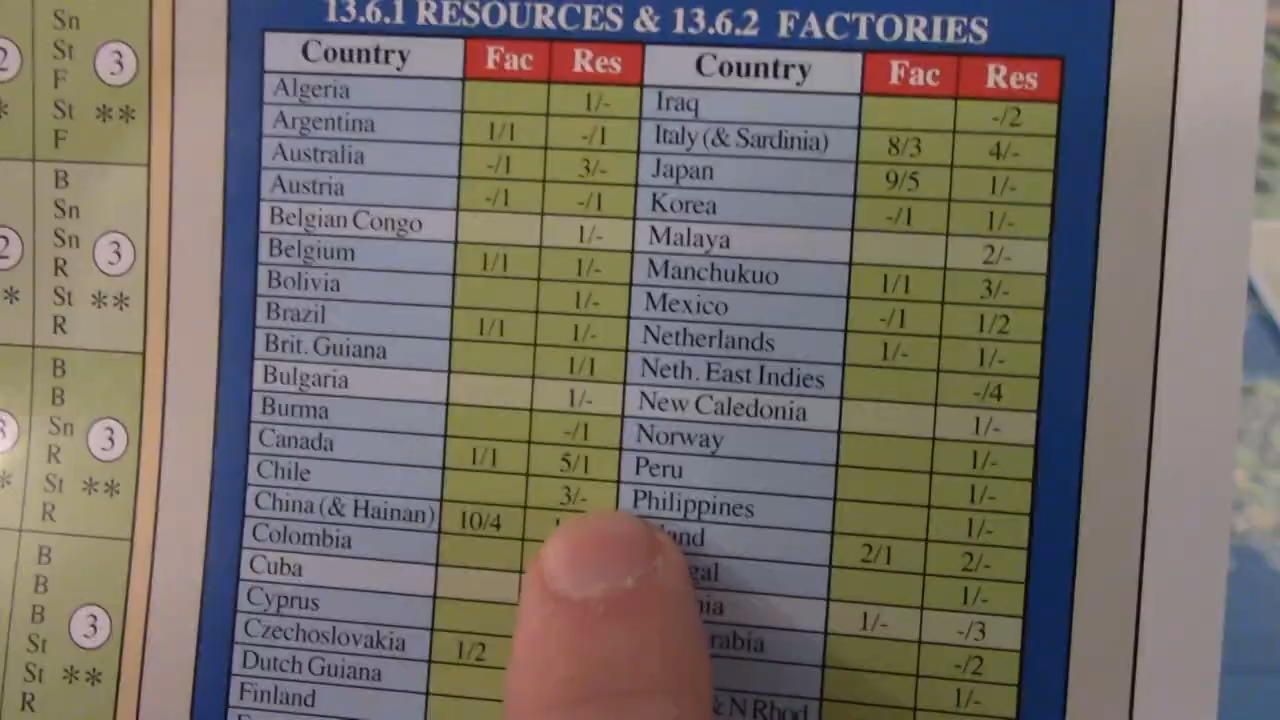 2 Sn 3
St
F
* St **
F
B
Sn
2 Sn 3
R
* St **
R
B
B
3 Sn 3
R
* St **
R
B
B
B 3
St
St **
R
13.6.1 RESOURCES & 13.6.2 FACTORIES
Country Fac Res Country Fac Res
Algeria 1/- Iraq -/2
Argentina 1/1 -/1 Italy (& Sardinia) 8/3 4/-
Australia -/1 3/- Japan 9/5 1/-
Austria -/1 -/1 Korea -/1 1/-
Belgian Congo 1/- Malaya 2/-
Belgium 1/1 1/- Manchukuo 1/1 3/-
Bolivia 1/- Mexico -/1 1/2
Brazil 1/1 1/- Netherlands 1/- 1/-
Brit. Guiana 1/1 Neth. East Indies -/4
Bulgaria 1/- New Caledonia 1/-
Burma -/1 Norway 1/-
Canada 1/1 5/1 Peru 1/-
Chile 3/- Philippines 1/-
China (& Hainan) 10/4 2/1 2/-
Colombia 1/-
Cuba 1/- -/3
Cyprus -/2
Czechoslovakia 1/2 1/-
Dutch Guiana & N Rhod.
Finland